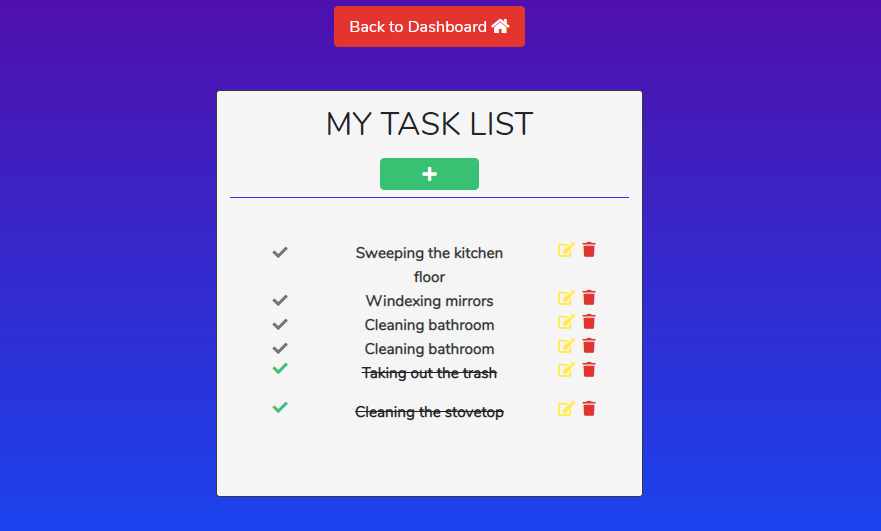 Back to Dashboard
MY TASK LIST
Sweeping the kitchen
floor
Windexing mirrors
Cleaning bathroom
Cleaning bathroom
Taking out the trash
Cleaning the stovetop